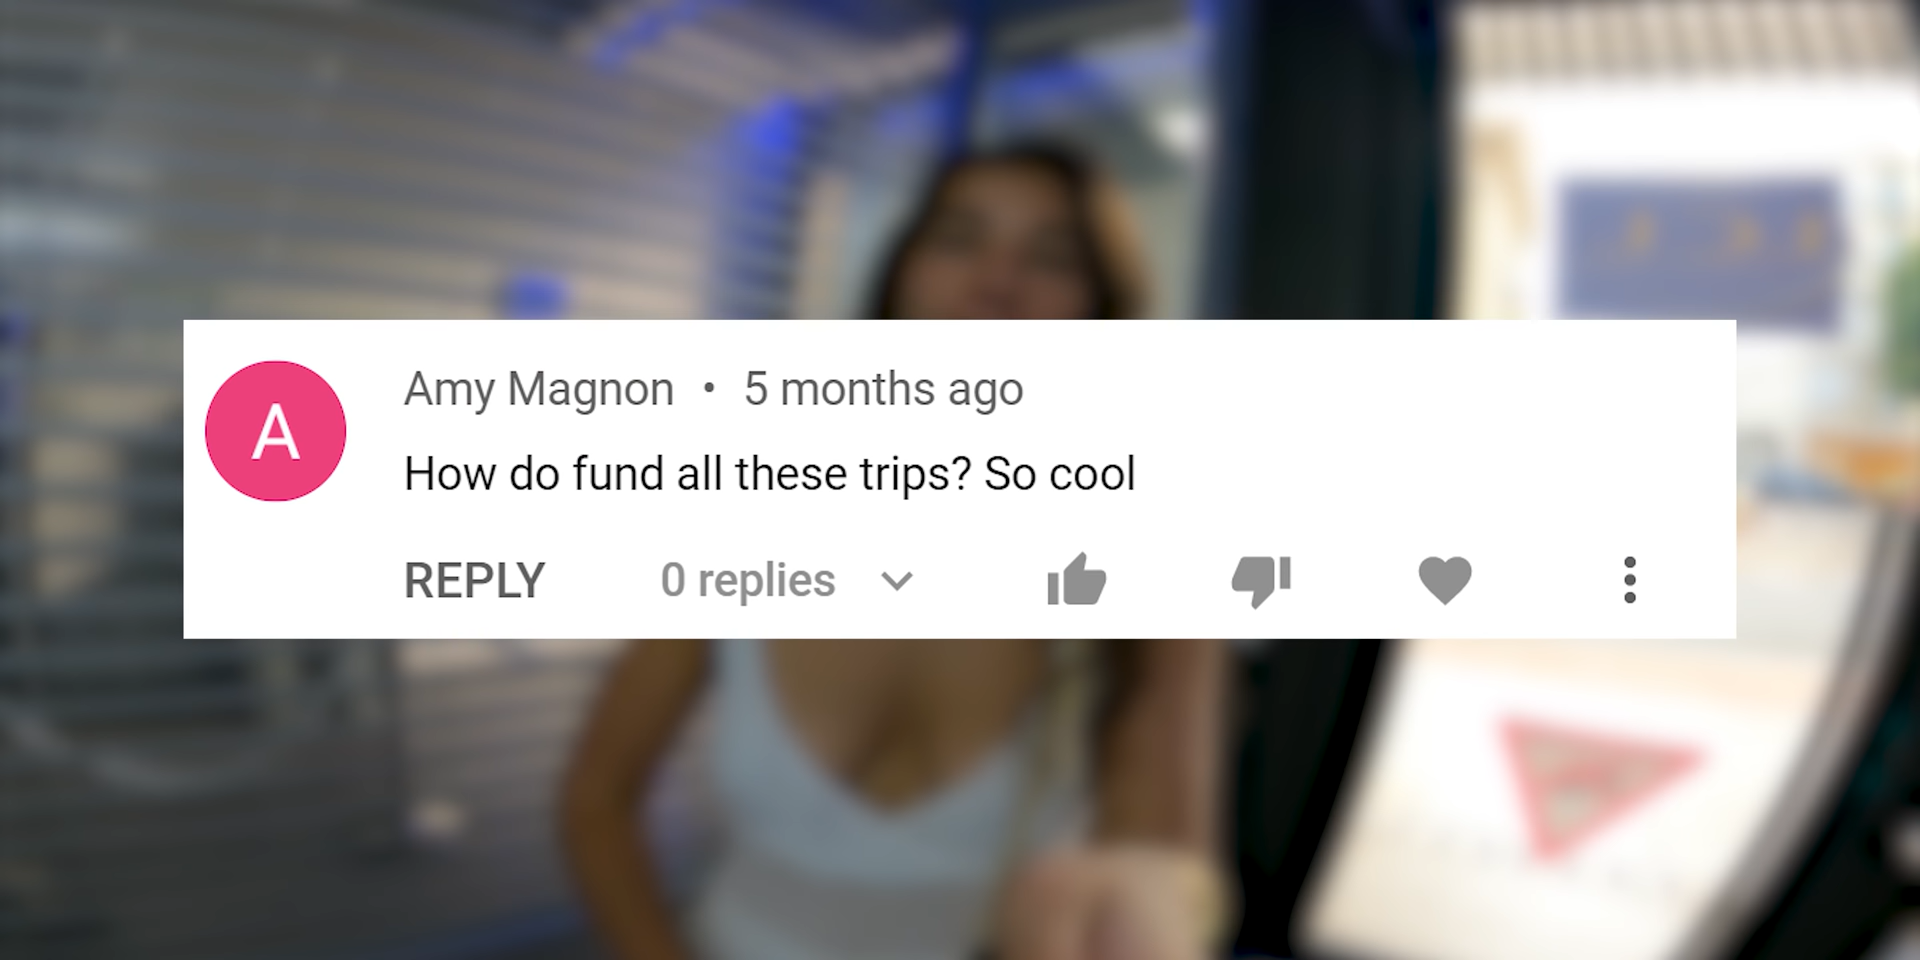 A
Amy Magnon • 5 months ago
How do fund all these trips? So cool
REPLY 0 replies